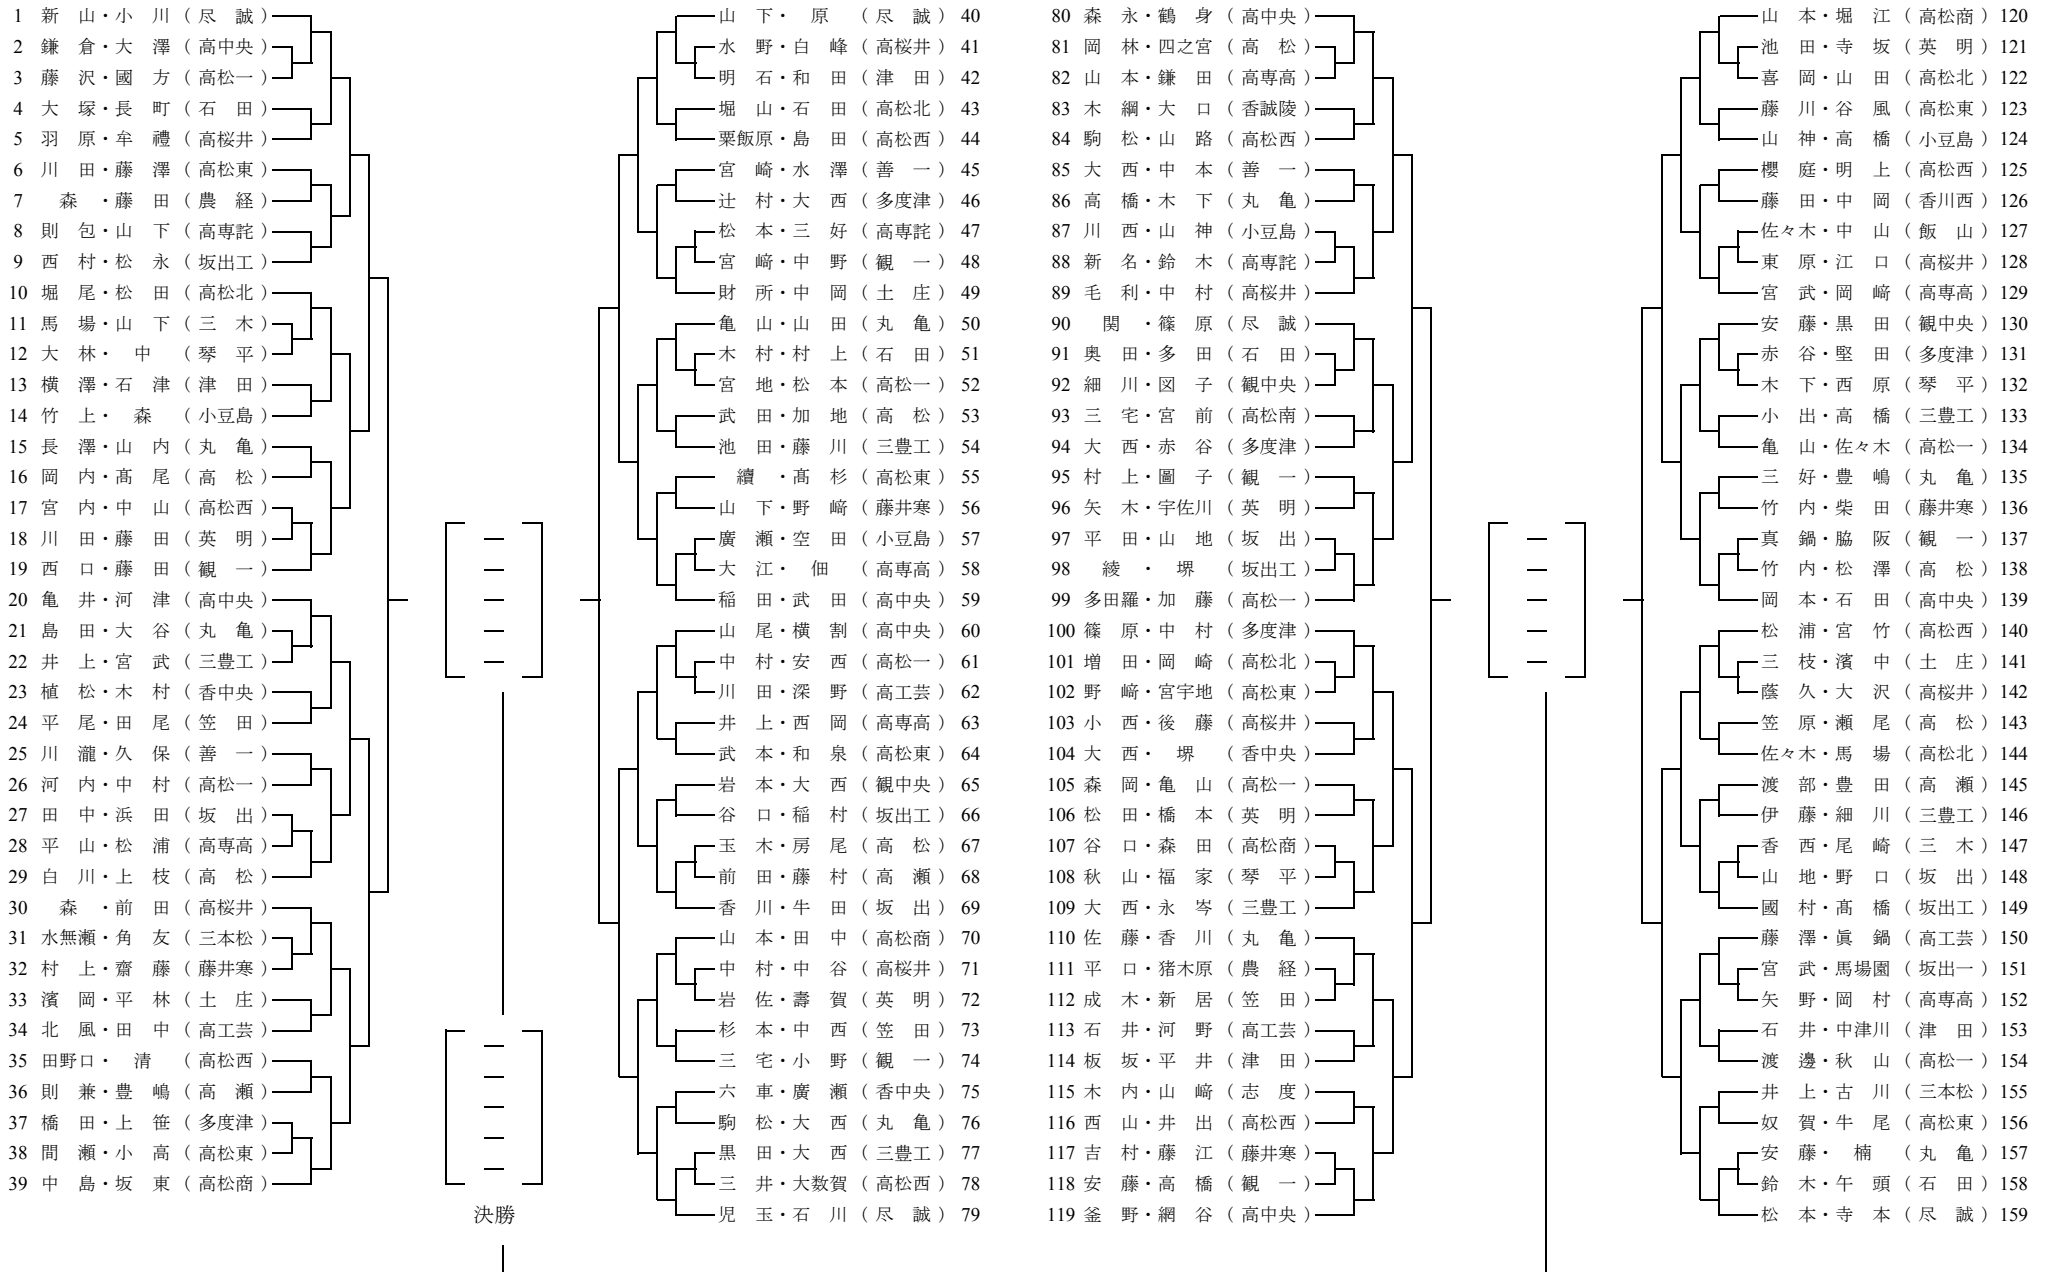 1 新 山・小 川 ( 尽 誠 )
2 鎌 倉・大 澤 ( 高中央 )
3 藤 沢・國 方 ( 高松一 )
4 大 塚・長 町 ( 石 田 )
5 羽 原・牟 禮 ( 高桜井 )
6 川 田・藤 澤 ( 高松東 )
7 森 ・藤 田 ( 農 経 )
8 則 包・山 下 ( 高専詫 )
9 西 村・松 永 ( 坂出工 )
10 堀 尾・松 田 ( 高松北 )
11 馬 場・山 下 ( 三 木 )
12 大 林・ 中 ( 琴 平 )
13 横 澤・石 津 ( 津 田 )
14 竹 上・ 森 ( 小豆島 )
15 長 澤・山 内 ( 丸 亀 )
16 岡 内・髙 尾 ( 高 松 )
17 宮 内・中 山 ( 高松西 )
18 川 田・藤 田 ( 英 明 )
19 西 口・藤 田 ( 観 一 )
20 亀 井・河 津 ( 高中央 )
21 島 田・大 谷 ( 丸 亀 )
22 井 上・宮 武 ( 三豊工 )
23 植 松・木 村 ( 香中央 )
24 平 尾・田 尾 ( 笠 田 )
25 川 瀧・久 保 ( 善 一 )
26 河 内・中 村 ( 高松一 )
27 田 中・浜 田 ( 坂 出 )
28 平 山・松 浦 ( 高専高 )
29 白 川・上 枝 ( 高 松 )
30 森 ・前 田 ( 高桜井 )
31 水無瀬・角 友 ( 三本松 )
32 村 上・齋 藤 ( 藤井寒 )
33 濱 岡・平 林 ( 土 庄 )
34 北 風・田 中 ( 高工芸 )
35 田野口・ 清 ( 高松西 )
36 則 兼・豊 嶋 ( 高 瀬 )
37 橋 田・上 笹 ( 多度津 )
38 間 瀬・小 高 ( 高松東 )
39 中 島・坂 東 ( 高松商 )
決勝
山 下・ 原 ( 尽 誠 ) 40
水 野・白 峰 ( 高桜井 ) 41
明 石・和 田 ( 津 田 ) 42
堀 山・石 田 ( 高松北 ) 43
粟飯原・島 田 ( 高松西 ) 44
宮 崎・水 澤 ( 善 一 ) 45
辻 村・大 西 ( 多度津 ) 46
松 本・三 好 ( 高専詫 ) 47
宮 﨑・中 野 ( 観 一 ) 48
財 所・中 岡 ( 土 庄 ) 49
亀 山・山 田 ( 丸 亀 ) 50
木 村・村 上 ( 石 田 ) 51
宮 地・松 本 ( 高松一 ) 52
武 田・加 地 ( 高 松 ) 53
池 田・藤 川 ( 三豊工 ) 54
續 ・髙 杉 ( 高松東 ) 55
山 下・野 﨑 ( 藤井寒 ) 56
廣 瀬・空 田 ( 小豆島 ) 57
大 江・ 佃 ( 高専高 ) 58
稲 田・武 田 ( 高中央 ) 59
山 尾・横 割 ( 高中央 ) 60
中 村・安 西 ( 高松一 ) 61
川 田・深 野 ( 高工芸 ) 62
井 上・西 岡 ( 高専高 ) 63
武 本・和 泉 ( 高松東 ) 64
岩 本・大 西 ( 観中央 ) 65
谷 口・稲 村 ( 坂出工 ) 66
玉 木・房 尾 ( 高 松 ) 67
前 田・藤 村 ( 高 瀬 ) 68
香 川・牛 田 ( 坂 出 ) 69
山 本・田 中 ( 高松商 ) 70
中 村・中 谷 ( 高桜井 ) 71
岩 佐・壽 賀 ( 英 明 ) 72
杉 本・中 西 ( 笠 田 ) 73
三 宅・小 野 ( 観 一 ) 74
六 車・廣 瀬 ( 香中央 ) 75
駒 松・大 西 ( 丸 亀 ) 76
黒 田・大 西 ( 三豊工 ) 77
三 井・大数賀 ( 高松西 ) 78
児 玉・石 川 ( 尽 誠 ) 79
80 森 永・鶴 身 ( 高中央 )
81 岡 林・四之宮 ( 高 松 )
82 山 本・鎌 田 ( 高専高 )
83 木 綱・大 口 ( 香誠陵 )
84 駒 松・山 路 ( 高松西 )
85 大 西・中 本 ( 善 一 )
86 高 橋・木 下 ( 丸 亀 )
87 川 西・山 神 ( 小豆島 )
88 新 名・鈴 木 ( 高専詫 )
89 毛 利・中 村 ( 高桜井 )
90 関 ・篠 原 ( 尽 誠 )
91 奥 田・多 田 ( 石 田 )
92 細 川・図 子 ( 観中央 )
93 三 宅・宮 前 ( 高松南 )
94 大 西・赤 谷 ( 多度津 )
95 村 上・圖 子 ( 観 一 )
96 矢 木・宇佐川 ( 英 明 )
97 平 田・山 地 ( 坂 出 )
98 綾 ・ 堺 ( 坂出工 )
99 多田羅・加 藤 ( 高松一 )
100 篠 原・中 村 ( 多度津 )
101 増 田・岡 崎 ( 高松北 )
102 野 﨑・宮宇地 ( 高松東 )
103 小 西・後 藤 ( 高桜井 )
104 大 西・ 堺 ( 香中央 )
105 森 岡・亀 山 ( 高松一 )
106 松 田・橋 本 ( 英 明 )
107 谷 口・森 田 ( 高松商 )
108 秋 山・福 家 ( 琴 平 )
109 大 西・永 岑 ( 三豊工 )
110 佐 藤・香 川 ( 丸 亀 )
111 平 口・猪木原 ( 農 経 )
112 成 木・新 居 ( 笠 田 )
113 石 井・河 野 ( 高工芸 )
114 板 坂・平 井 ( 津 田 )
115 木 内・山 﨑 ( 志 度 )
116 西 山・井 出 ( 高松西 )
117 吉 村・藤 江 ( 藤井寒 )
118 安 藤・高 橋 ( 観 一 )
119 釜 野・網 谷 ( 高中央 )
山 本・堀 江 ( 高松商 ) 120
池 田・寺 坂 ( 英 明 ) 121
喜 岡・山 田 ( 高松北 ) 122
藤 川・谷 風 ( 高松東 ) 123
山 神・高 橋 ( 小豆島 ) 124
櫻 庭・明 上 ( 高松西 ) 125
藤 田・中 岡 ( 香川西 ) 126
佐々木・中 山 ( 飯 山 ) 127
東 原・江 口 ( 高桜井 ) 128
宮 武・岡 﨑 ( 高専高 ) 129
安 藤・黒 田 ( 観中央 ) 130
赤 谷・堅 田 ( 多度津 ) 131
木 下・西 原 ( 琴 平 ) 132
小 出・高 橋 ( 三豊工 ) 133
亀 山・佐々木 ( 高松一 ) 134
三 好・豊 嶋 ( 丸 亀 ) 135
竹 内・柴 田 ( 藤井寒 ) 136
真 鍋・脇 阪 ( 観 一 ) 137
竹 内・松 澤 ( 高 松 ) 138
岡 本・石 田 ( 高中央 ) 139
松 浦・宮 竹 ( 高松西 ) 140
三 枝・濱 中 ( 土 庄 ) 141
蔭 久・大 沢 ( 高桜井 ) 142
笠 原・瀬 尾 ( 高 松 ) 143
佐々木・馬 場 ( 高松北 ) 144
渡 部・豊 田 ( 高 瀬 ) 145
伊 藤・細 川 ( 三豊工 ) 146
香 西・尾 崎 ( 三 木 ) 147
山 地・野 口 ( 坂 出 ) 148
國 村・髙 橋 ( 坂出工 ) 149
藤 澤・眞 鍋 ( 高工芸 ) 150
宮 武・馬場園 ( 坂出一 ) 151
矢 野・岡 村 ( 高専高 ) 152
石 井・中津川 ( 津 田 ) 153
渡 邊・秋 山 ( 高松一 ) 154
井 上・古 川 ( 三本松 ) 155
奴 賀・牛 尾 ( 高松東 ) 156
安 藤・ 楠 ( 丸 亀 ) 157
鈴 木・午 頭 ( 石 田 ) 158
松 本・寺 本 ( 尽 誠 ) 159